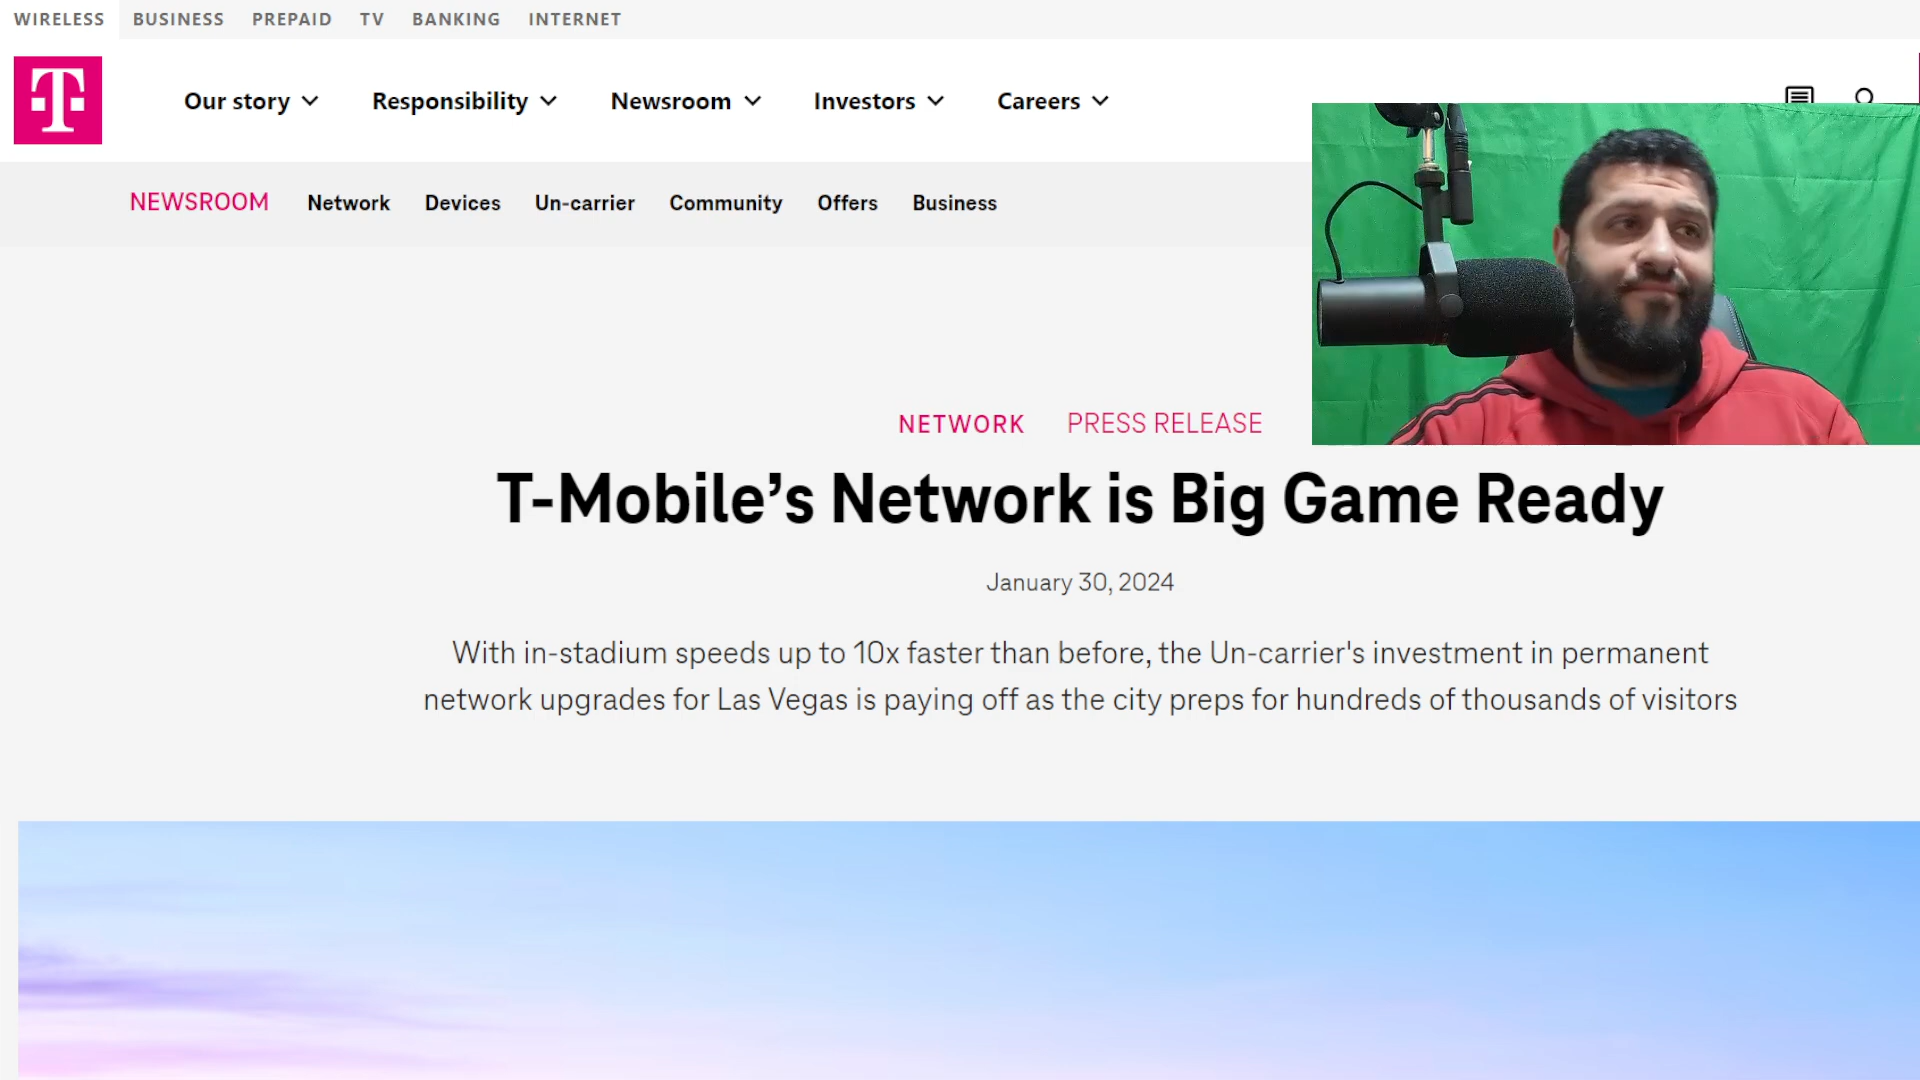 WIRELESS BUSINESS PREPAID TV BANKING INTERNET
T
Our story Responsibility Newsroom Investors Careers
NEWSROOM Network Devices Un-carrier Community Offers Business
NETWORK PRESS RELEASE
T-Mobile’s Network is Big Game Ready
January 30, 2024
With in-stadium speeds up to 10x faster than before, the Un-carrier's investment in permanent
network upgrades for Las Vegas is paying off as the city preps for hundreds of thousands of visitors